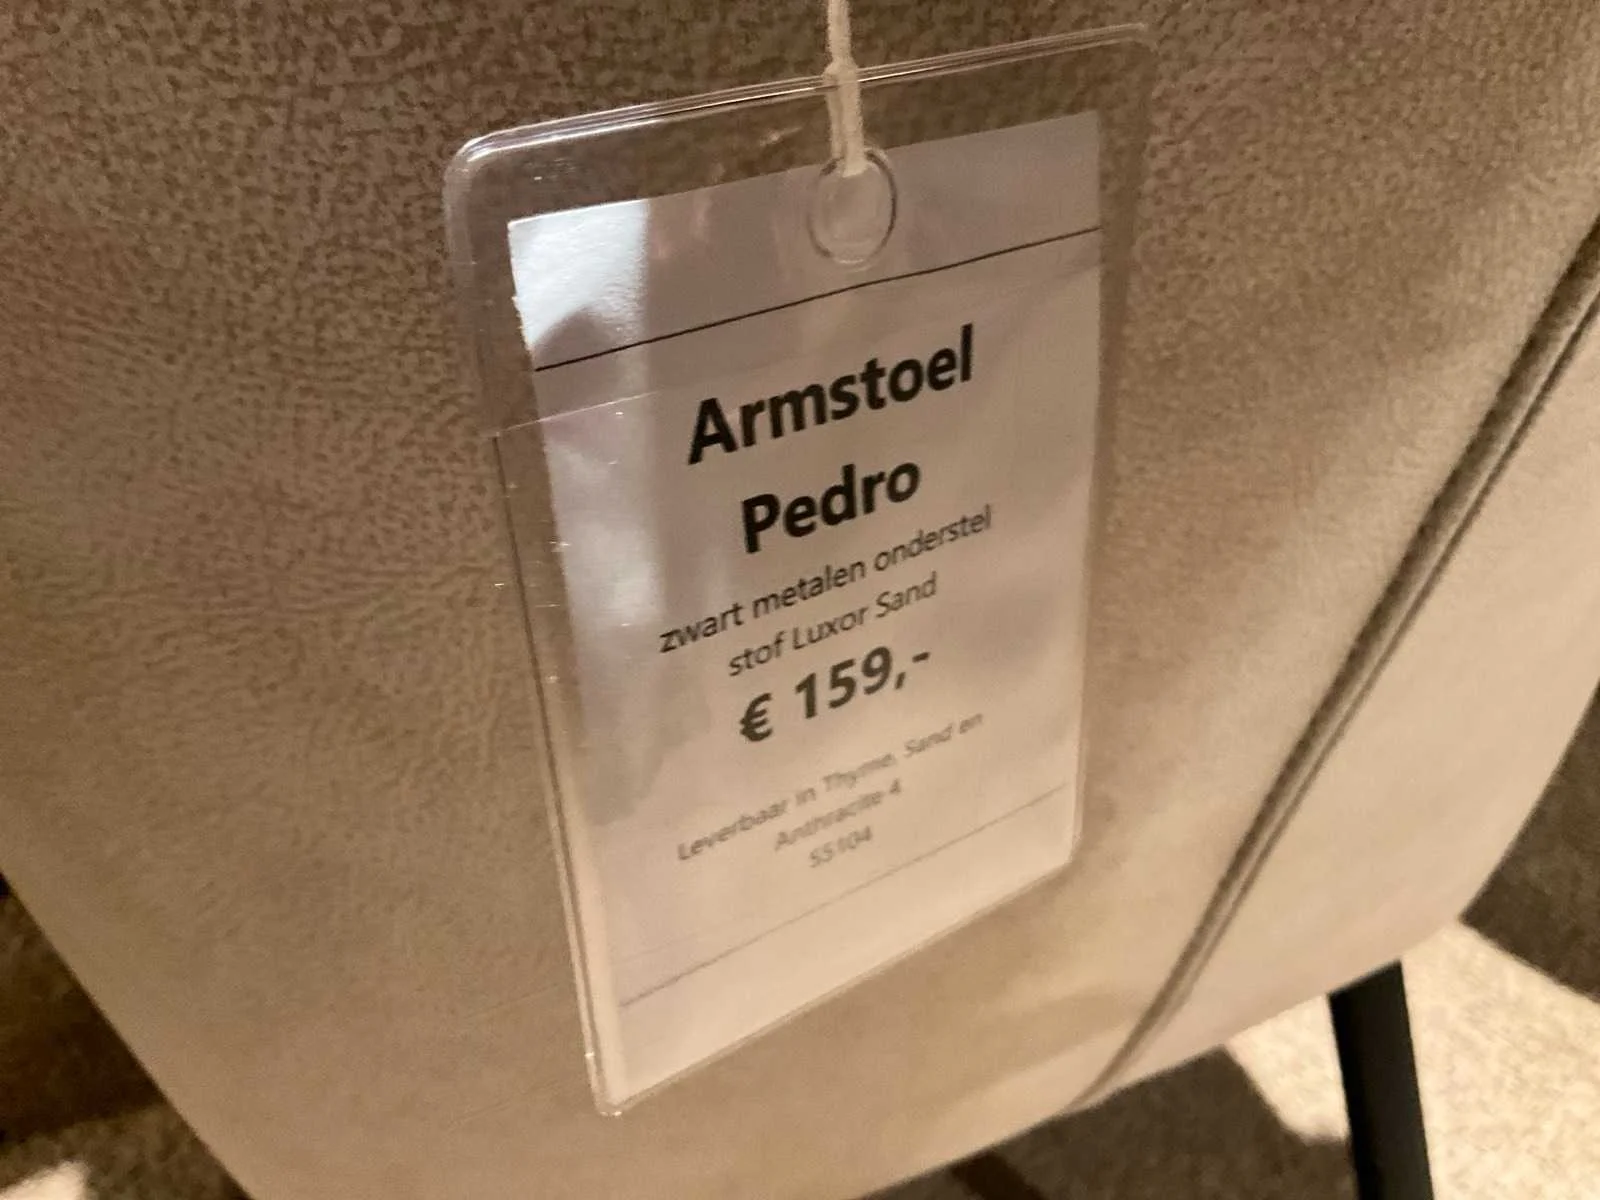 Armstoel
Pedro
zwart metalen onderstel
stof Luxor Sand
€ 159,-
Leverbaar in Thyme, Sand en
Anthracite 4
55104